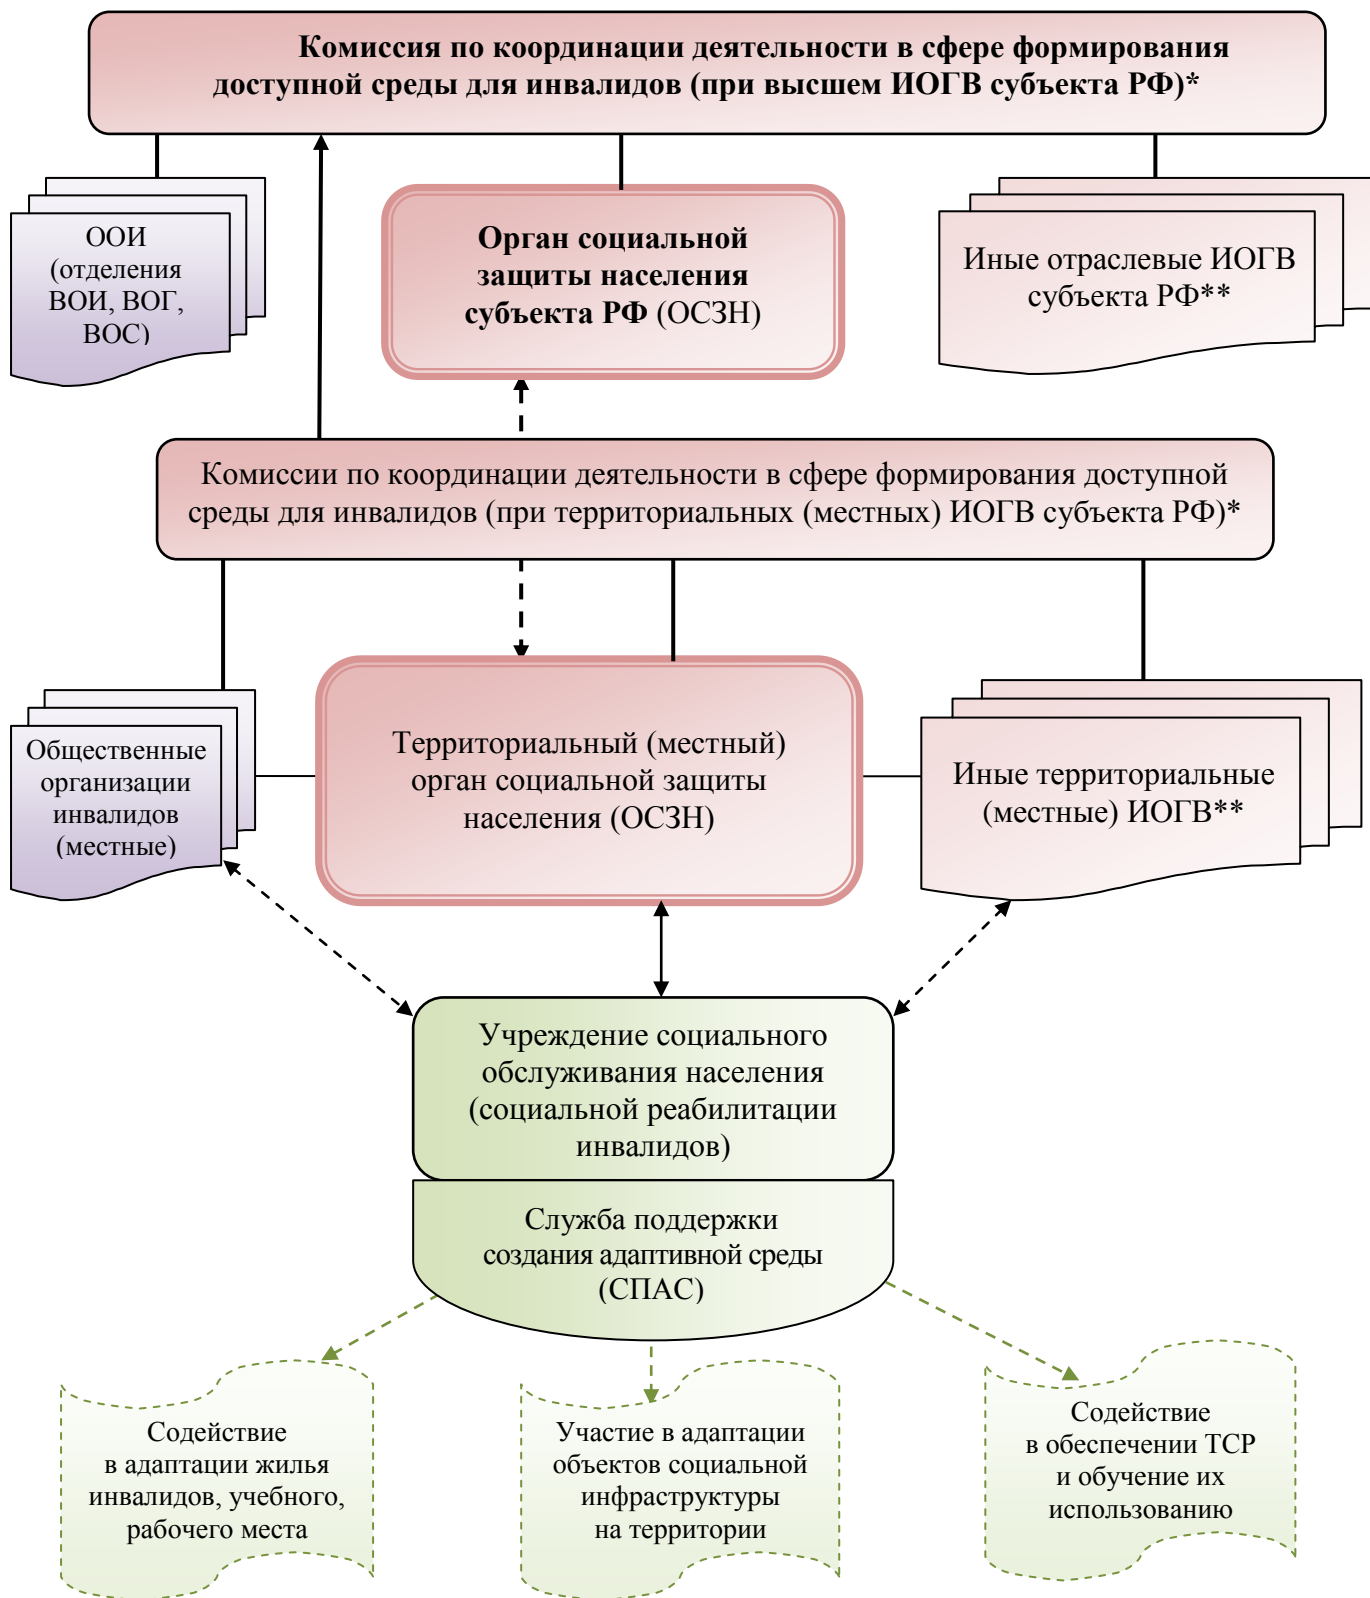 Комиссия по координации деятельности в сфере формирования
доступной среды для инвалидов (при высшем ИОГВ субъекта РФ)*
ООИ
(отделения
ВОИ, ВОГ,
ВОС)
Орган социальной
защиты населения
субъекта РФ (ОСЗН)
Иные отраслевые ИОГВ
субъекта РФ**
Комиссии по координации деятельности в сфере формирования доступной
среды для инвалидов (при территориальных (местных) ИОГВ субъекта РФ)*
Общественные
организации
инвалидов
(местные)
Территориальный (местный)
орган социальной защиты
населения (ОСЗН)
Иные территориальные
(местные) ИОГВ**
Учреждение социального
обслуживания населения
(социальной реабилитации
инвалидов)
Служба поддержки
создания адаптивной среды
(СПАС)
Содействие
в адаптации жилья
инвалидов, учебного,
рабочего места
Участие в адаптации
объектов социальной
инфраструктуры
на территории
Содействие
в обеспечении ТСР
и обучение их
использованию